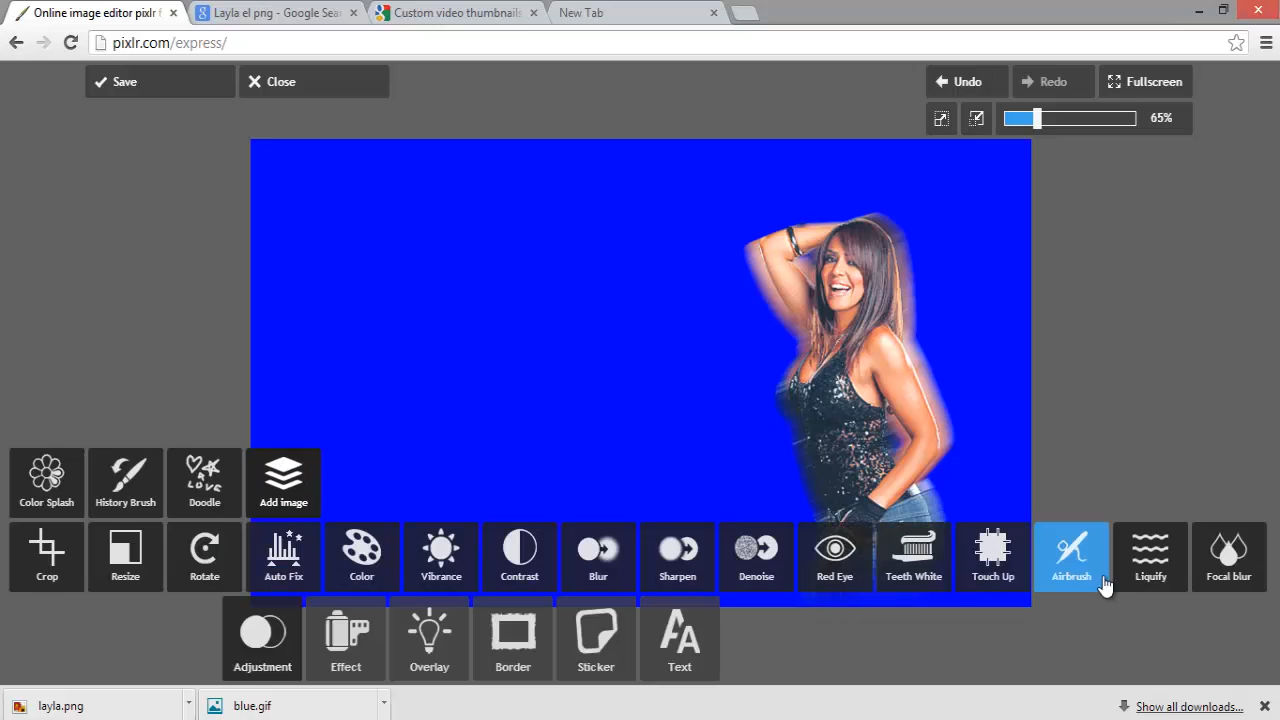 Online image editor pixlr f
Layla el png - Google Sear
Custom video thumbnails
New Tab
pixlr.com/express/
Save
Close
Undo
Redo
Fullscreen
65%
Color Splash
History Brush
Doodle
Add image
Crop
Resize
Rotate
Auto Fix
Color
Vibrance
Contrast
Blur
Sharpen
Denoise
Red Eye
Teeth White
Touch Up
Airbrush
Liquify
Focal blur
Adjustment
Effect
Overlay
Border
Sticker
Text
layla.png
blue.gif
Show all downloads...